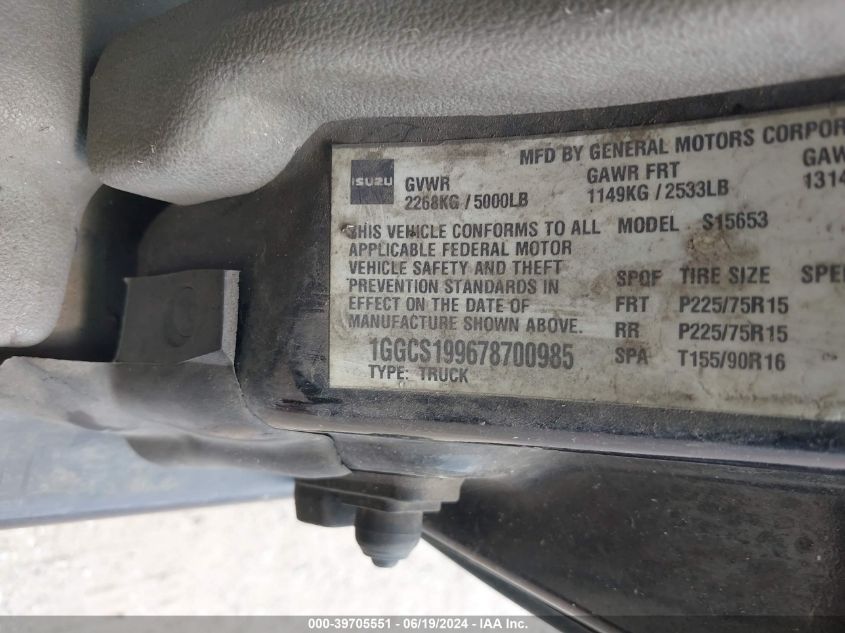 MFD BY GENERAL MOTORS CORPOR
ISUZU
GVWR GAWR FRT GAW
2268KG / 5000LB 1149KG / 2533LB 1314
THIS VEHICLE CONFORMS TO ALL MODEL S15653
APPLICABLE FEDERAL MOTOR
VEHICLE SAFETY AND THEFT SPQF TIRE SIZE SPE
PREVENTION STANDARDS IN
EFFECT ON THE DATE OF FRT P225/75R15
MANUFACTURE SHOWN ABOVE. RR P225/75R15
1GGCS199678700985 SPA T155/90R16
TYPE: TRUCK
000-39705551 - 06/19/2024 - IAA Inc.